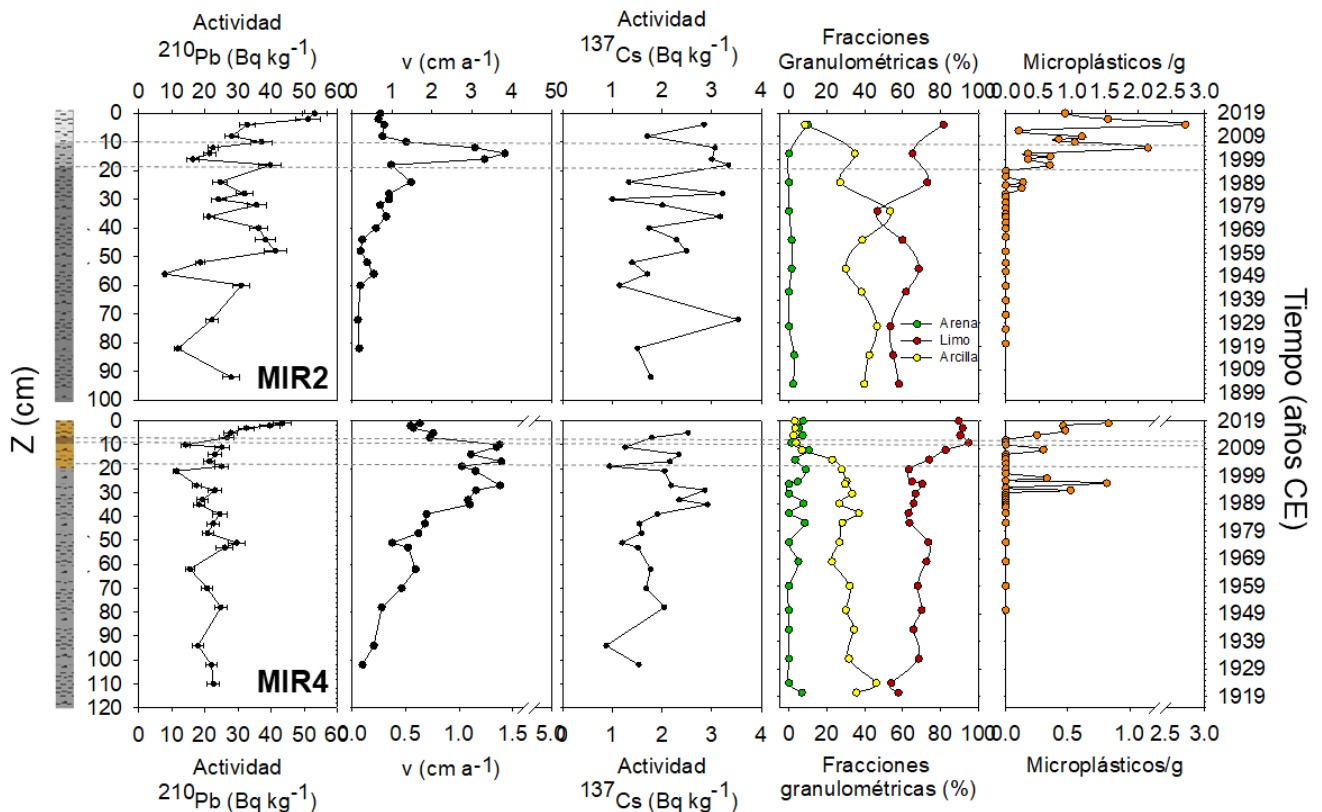 Actividad
210Pb (Bq kg-1)
v (cm a-1)
Actividad
137Cs (Bq kg-1)
Fracciones
Granulométricas (%)
Microplásticos /g
0 10 20 30 40 50 60
0 1 2 3 4 50
0 1 2 3 4
0 20 40 60 80 100
0 0.5 1.0 1.5 2.0 2.5 3.0
0
10
20
30
40
50
60
70
80
90
100
MIR2
Arena
Limo
Arcilla
2019
2009
1999
1989
1979
1969
1959
1949
1939
1929
1919
1909
1899
Z (cm)
Tiempo (años CE)
0
10
20
30
40
50
60
70
80
90
100
110
120
MIR4
2019
2009
1999
1989
1979
1969
1959
1949
1939
1929
1919
0 10 20 30 40 50 60
0.0 0.5 1.0 1.5 5.0
0 1 2 3 4
0 20 40 60 80 100
0.0 0.5 1.0 3.0
Actividad
210Pb (Bq kg-1)
v (cm a-1)
Actividad
137Cs (Bq kg-1)
Fracciones
granulométricas (%)
Microplásticos/g